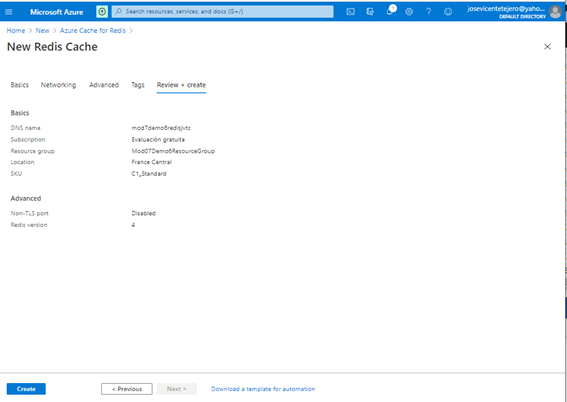 Microsoft Azure
Search resources, services, and docs (G+/)
1
josevicentetejero@yaho...
DEFAULT DIRECTORY
Home > New > Azure Cache for Redis >
New Redis Cache
Basics Networking Advanced Tags Review + create
Basics
DNS name mod7demo6redisjvtc
Subscription Evaluación gratuita
Resource group Mod07Demo6ResourceGroup
Location France Central
SKU C1_Standard
Advanced
Non-TLS port Disabled
Redis version 4
Create < Previous Next > Download a template for automation